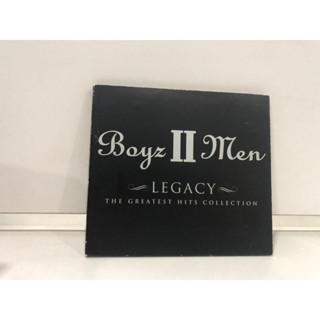 Boyz II Men
LEGACY
THE GREATEST HITS COLLECTION